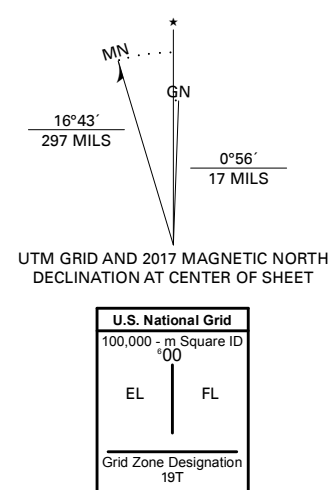 ★
MN
GN
16°43´
297 MILS
0°56´
17 MILS
UTM GRID AND 2017 MAGNETIC NORTH
DECLINATION AT CENTER OF SHEET
U.S. National Grid
100,000 - m Square ID
⁶00
EL FL
Grid Zone Designation
19T